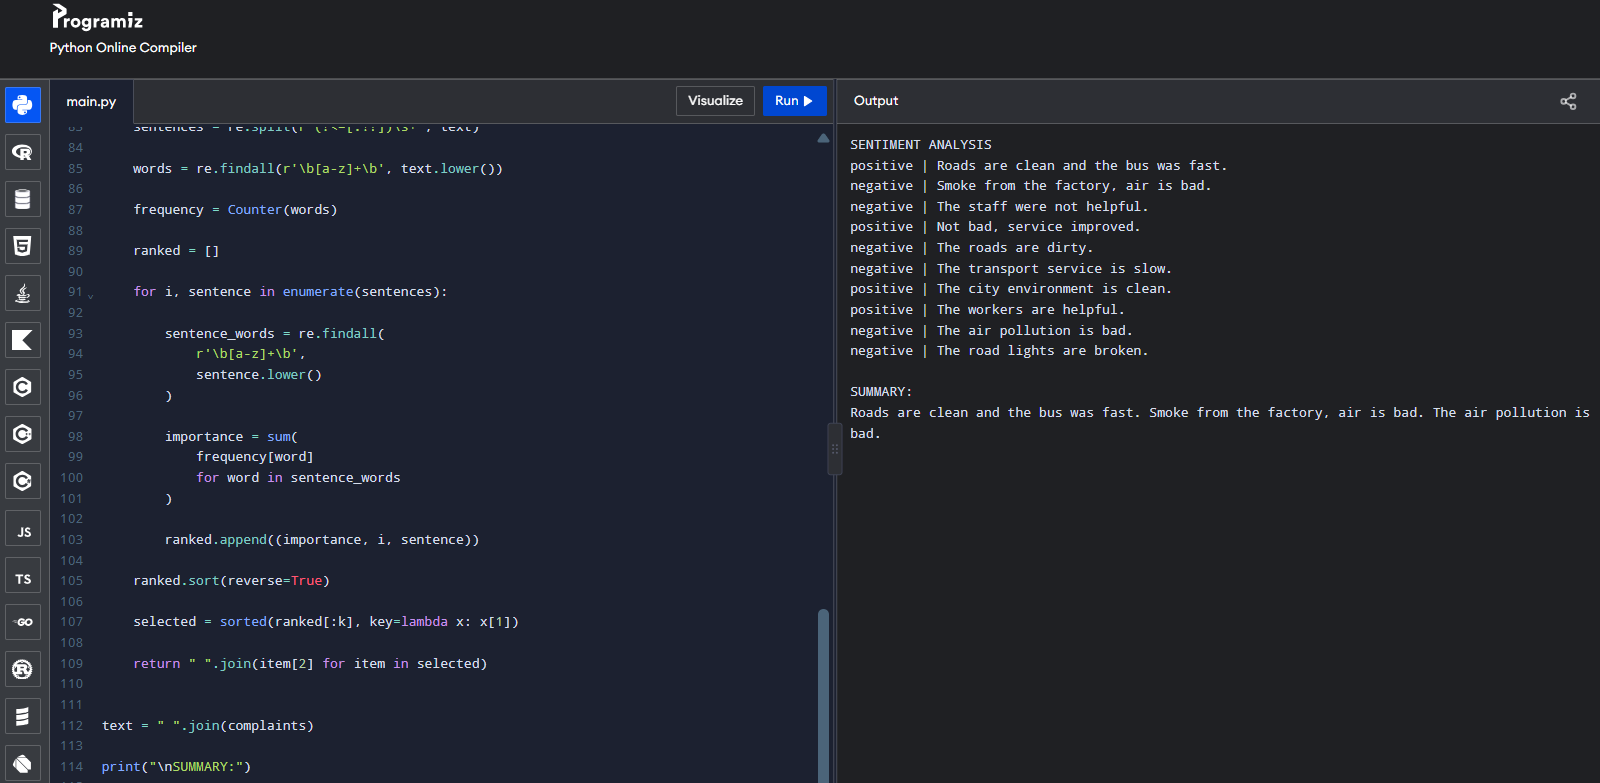 Programiz
Python Online Compiler
main.py
Visualize
Run
Output
84
85 words = re.findall(r'\b[a-z]+\b', text.lower())
86
87 frequency = Counter(words)
88
89 ranked = []
90
91 for i, sentence in enumerate(sentences):
92
93 sentence_words = re.findall(
94 r'\b[a-z]+\b',
95 sentence.lower()
96 )
97
98 importance = sum(
99 frequency[word]
100 for word in sentence_words
101 )
102
103 ranked.append((importance, i, sentence))
104
105 ranked.sort(reverse=True)
106
107 selected = sorted(ranked[:k], key=lambda x: x[1])
108
109 return " ".join(item[2] for item in selected)
110
111
112 text = " ".join(complaints)
113
114 print("\nSUMMARY:")
SENTIMENT ANALYSIS
positive | Roads are clean and the bus was fast.
negative | Smoke from the factory, air is bad.
negative | The staff were not helpful.
positive | Not bad, service improved.
negative | The roads are dirty.
negative | The transport service is slow.
positive | The city environment is clean.
positive | The workers are helpful.
negative | The air pollution is bad.
negative | The road lights are broken.
SUMMARY:
Roads are clean and the bus was fast. Smoke from the factory, air is bad. The air pollution is
bad.
R
5
C
C
C
JS
TS
GO
R